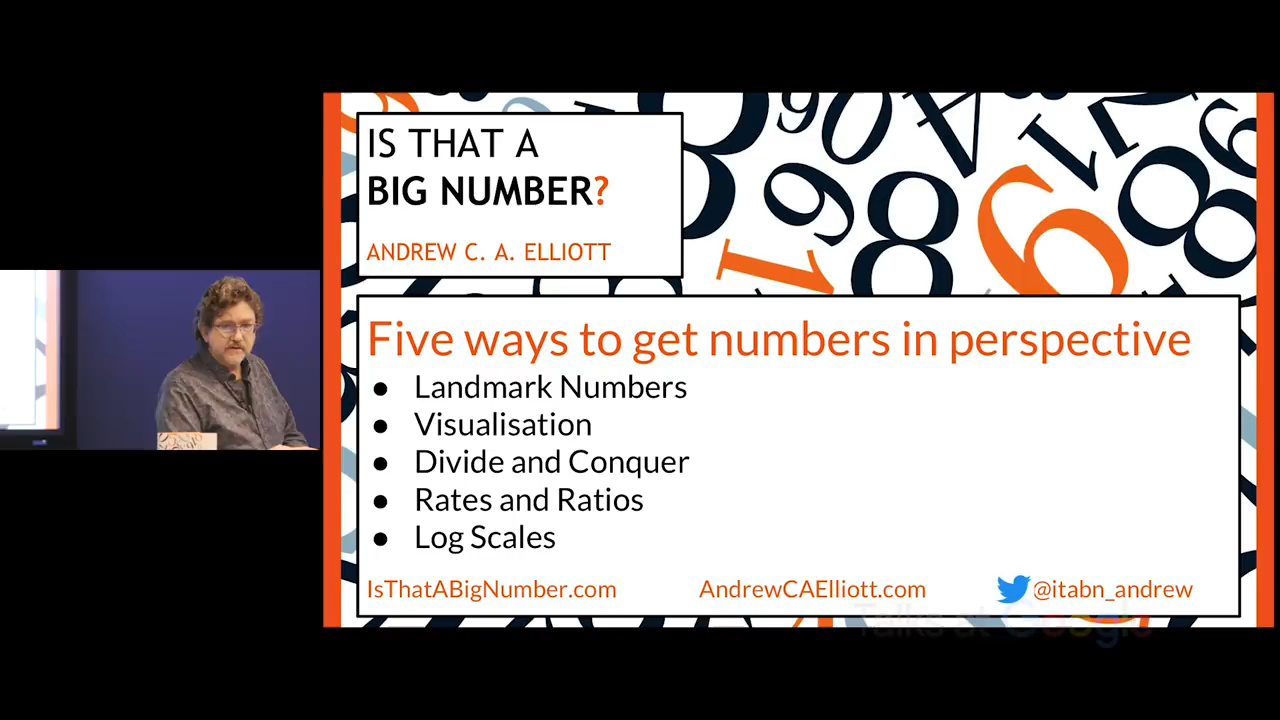 IS THAT A
BIG NUMBER?
ANDREW C. A. ELLIOTT
Five ways to get numbers in perspective
● Landmark Numbers
● Visualisation
● Divide and Conquer
● Rates and Ratios
● Log Scales
IsThatABigNumber.com AndrewCAElliott.com @itabn_andrew
Talks at Google